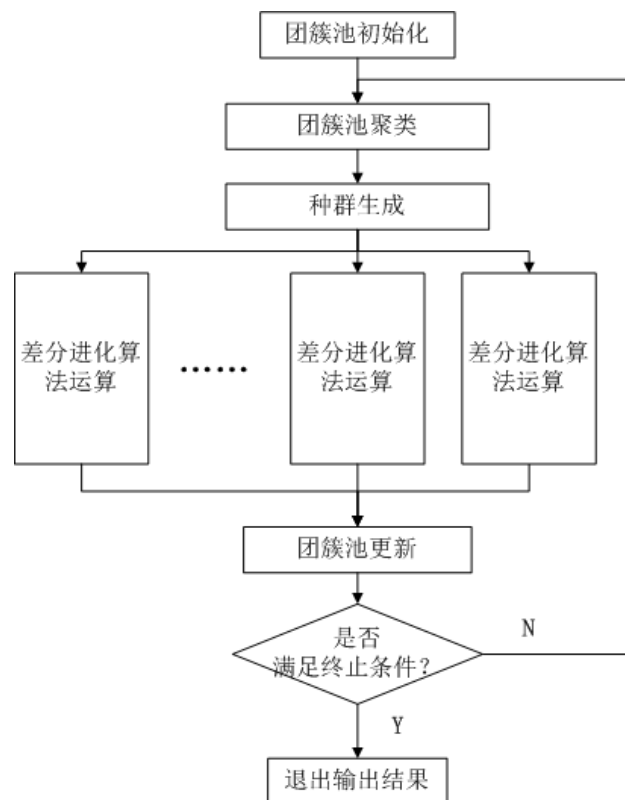 团簇池初始化
团簇池聚类
种群生成
差分进化算
法运算
……
差分进化算
法运算
差分进化算
法运算
团簇池更新
是否
满足终止条件？
N
Y
退出输出结果